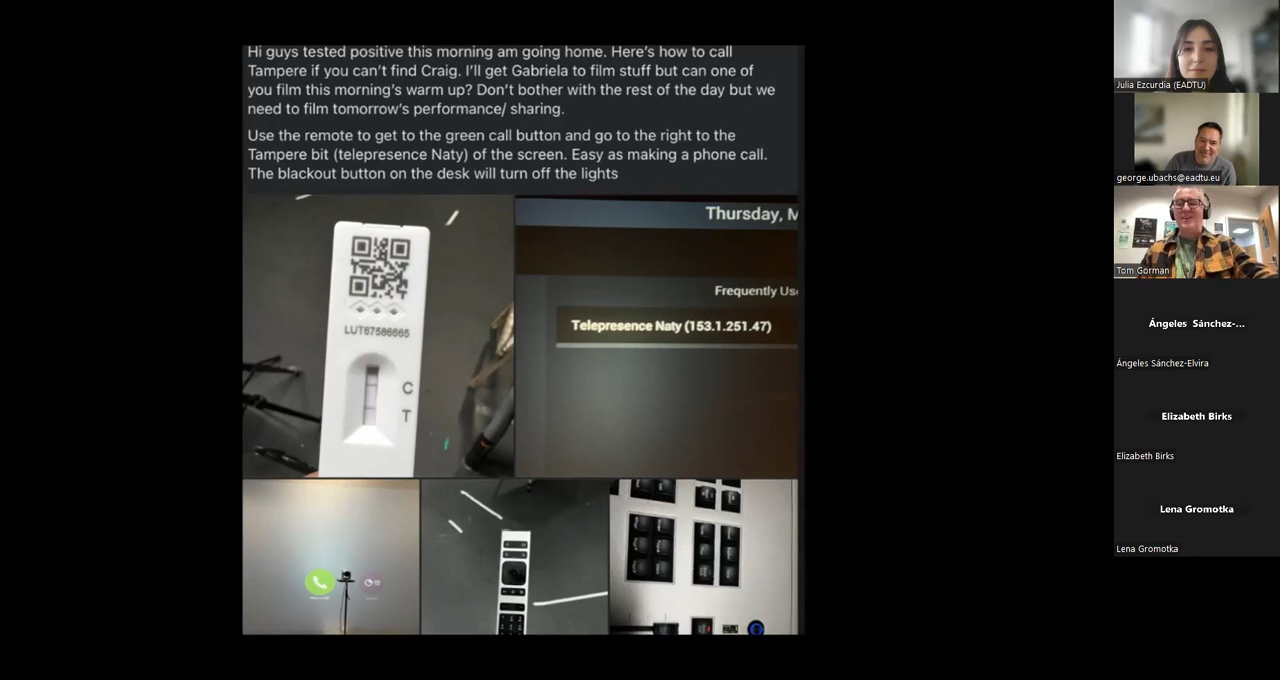 Hi guys tested positive this morning am going home. Here's how to call
Tampere if you can't find Craig. I'll get Gabriela to film stuff but can one of
you film this morning's warm up? Don't bother with the rest of the day but we
need to film tomorrow's performance/ sharing.
Use the remote to get to the green call button and go to the right to the
Tampere bit (telepresence Naty) of the screen. Easy as making a phone call.
The blackout button on the desk will turn off the lights
LUT67586665
C
T
Thursday, M
Frequently Us
Telepresence Naty (153.1.251.47)
Julia Ezcurdia (EADTU)
george.ubachs@eadtu.eu
Tom Gorman
Ángeles Sánchez-...
Ángeles Sánchez-Elvira
Elizabeth Birks
Elizabeth Birks
Lena Gromotka
Lena Gromotka